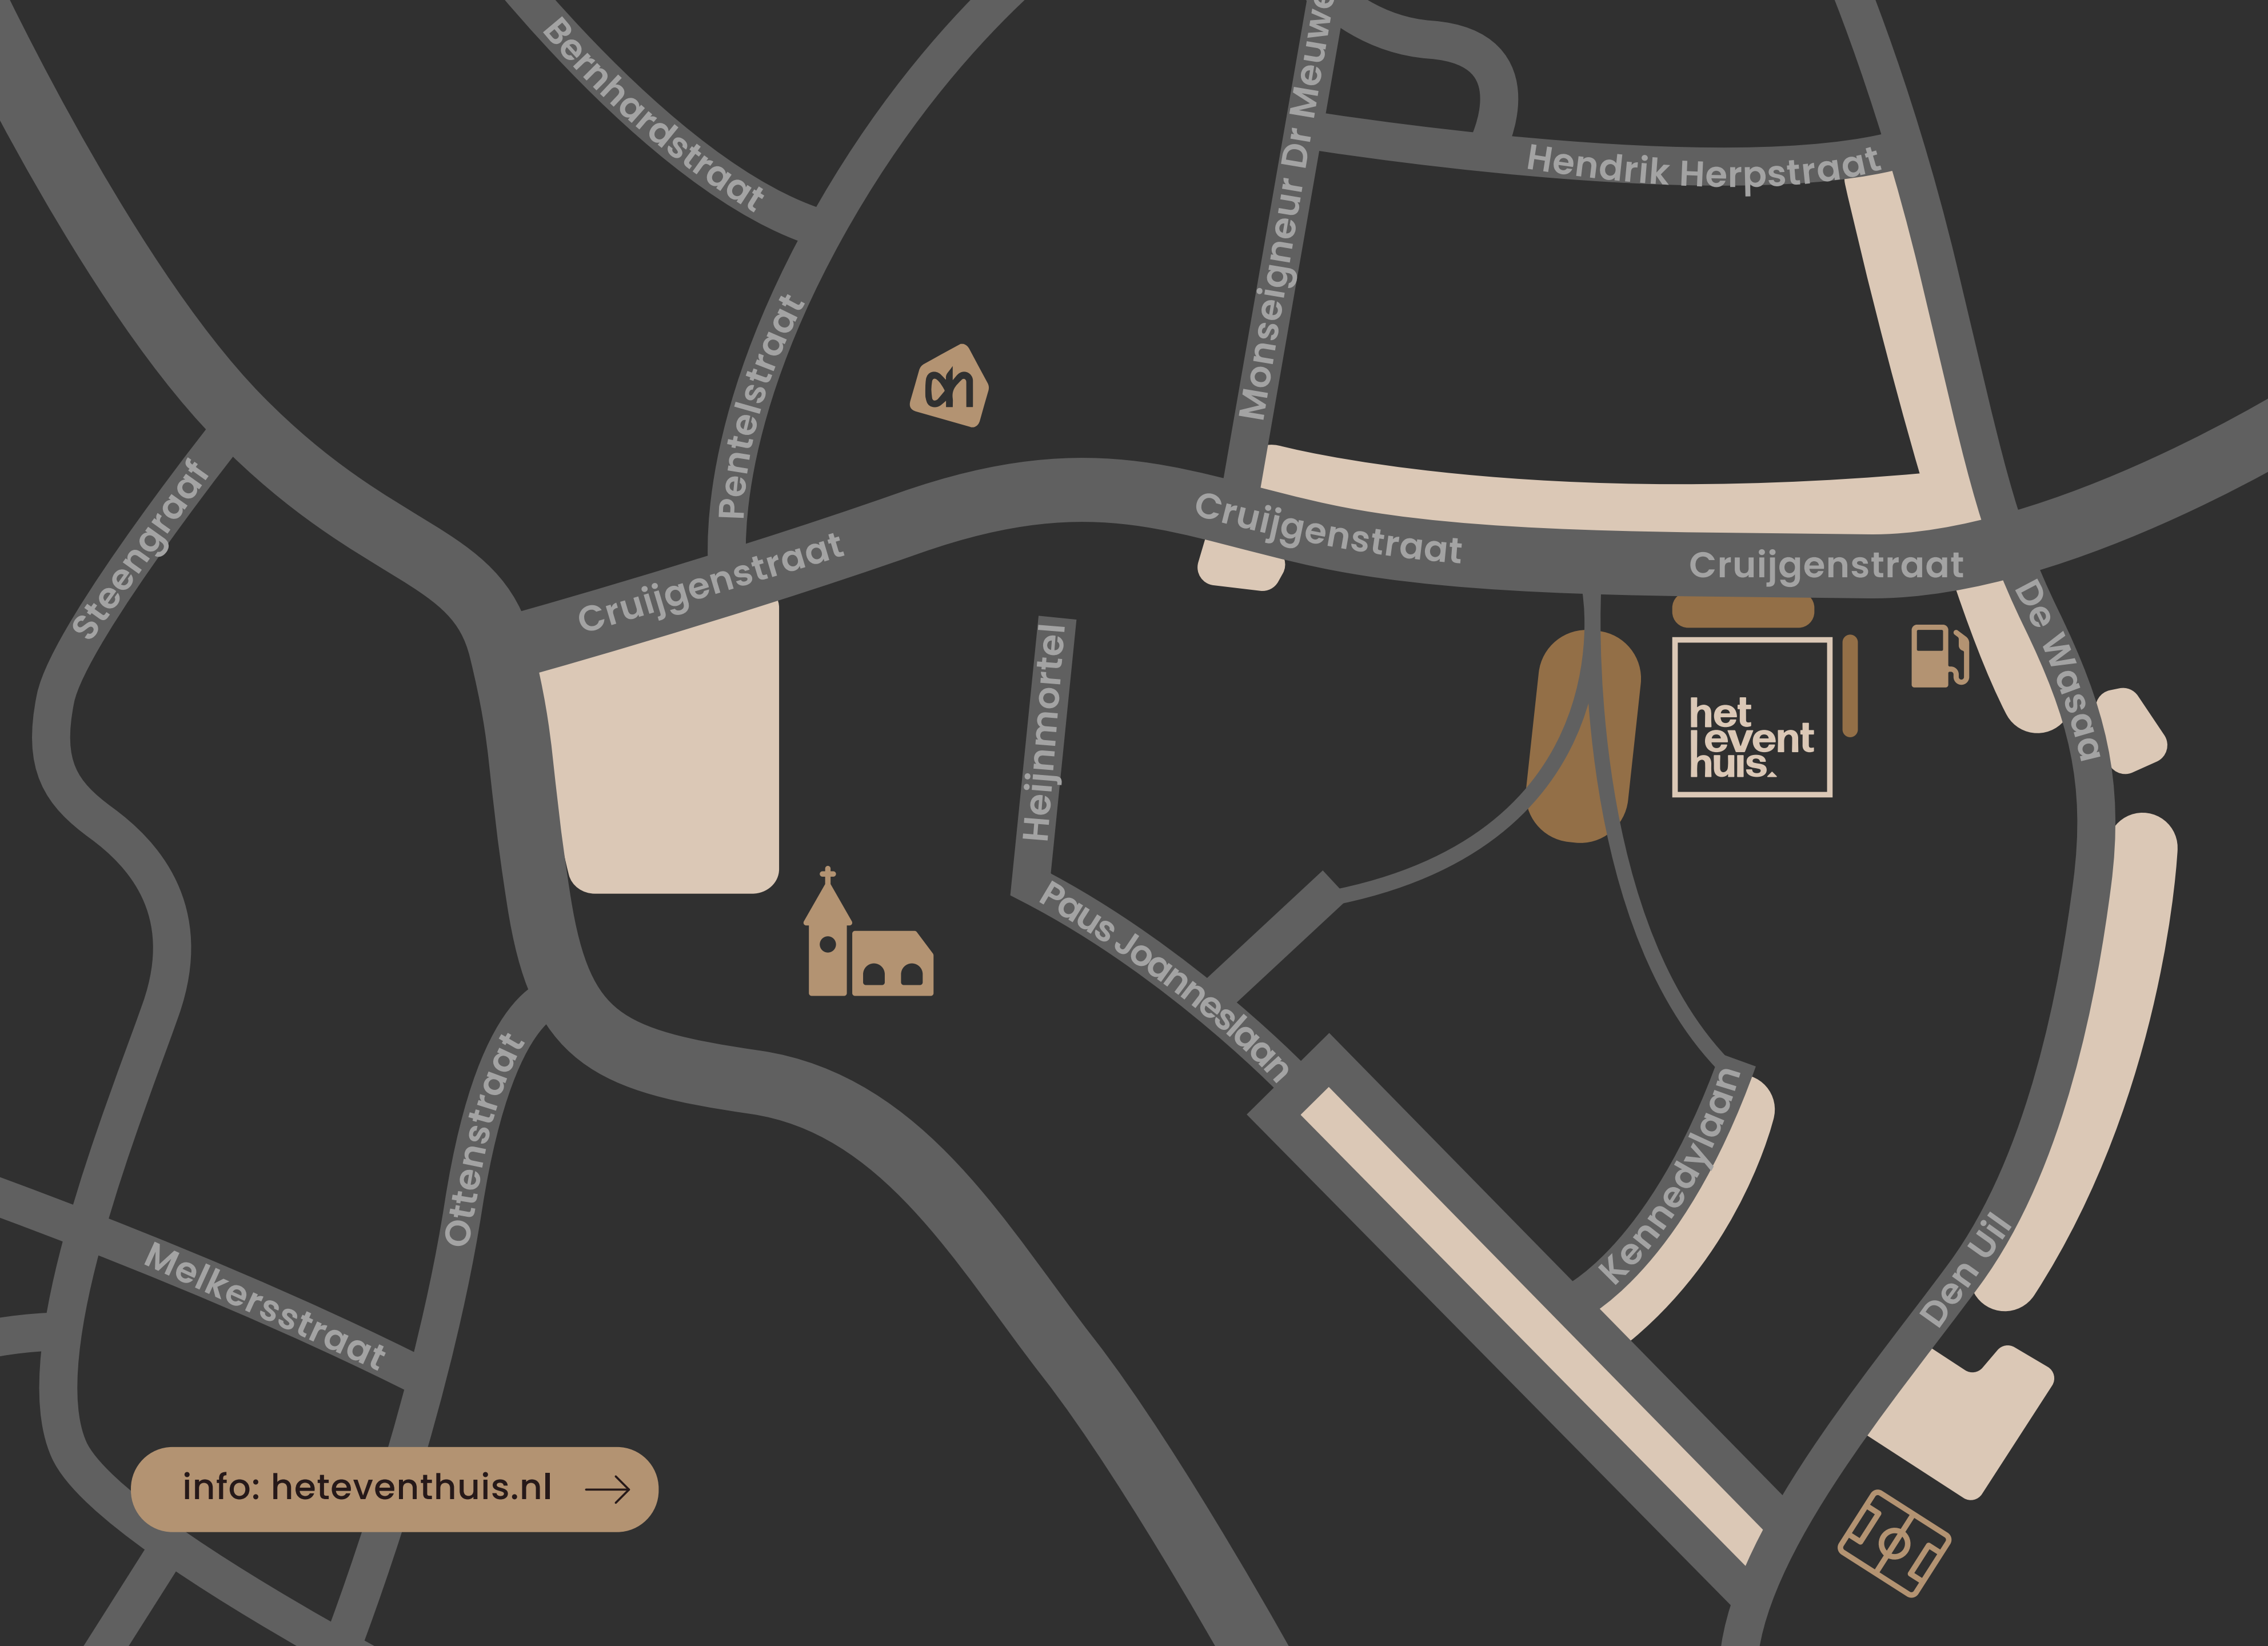 Bernhardstraat
Monseigneur Dr Meuwe
Hendrik Herpstraat
Pentelstraat
Steengraaf
Cruijgenstraat
Cruijgenstraat
Cruijgenstraat
De Wasad
Heijnmortel
het
event
huis
Paus Joanneslaan
Ottenstraat
Kennedylaan
Den Uil
Melkersstraat
info: heteventhuis.nl